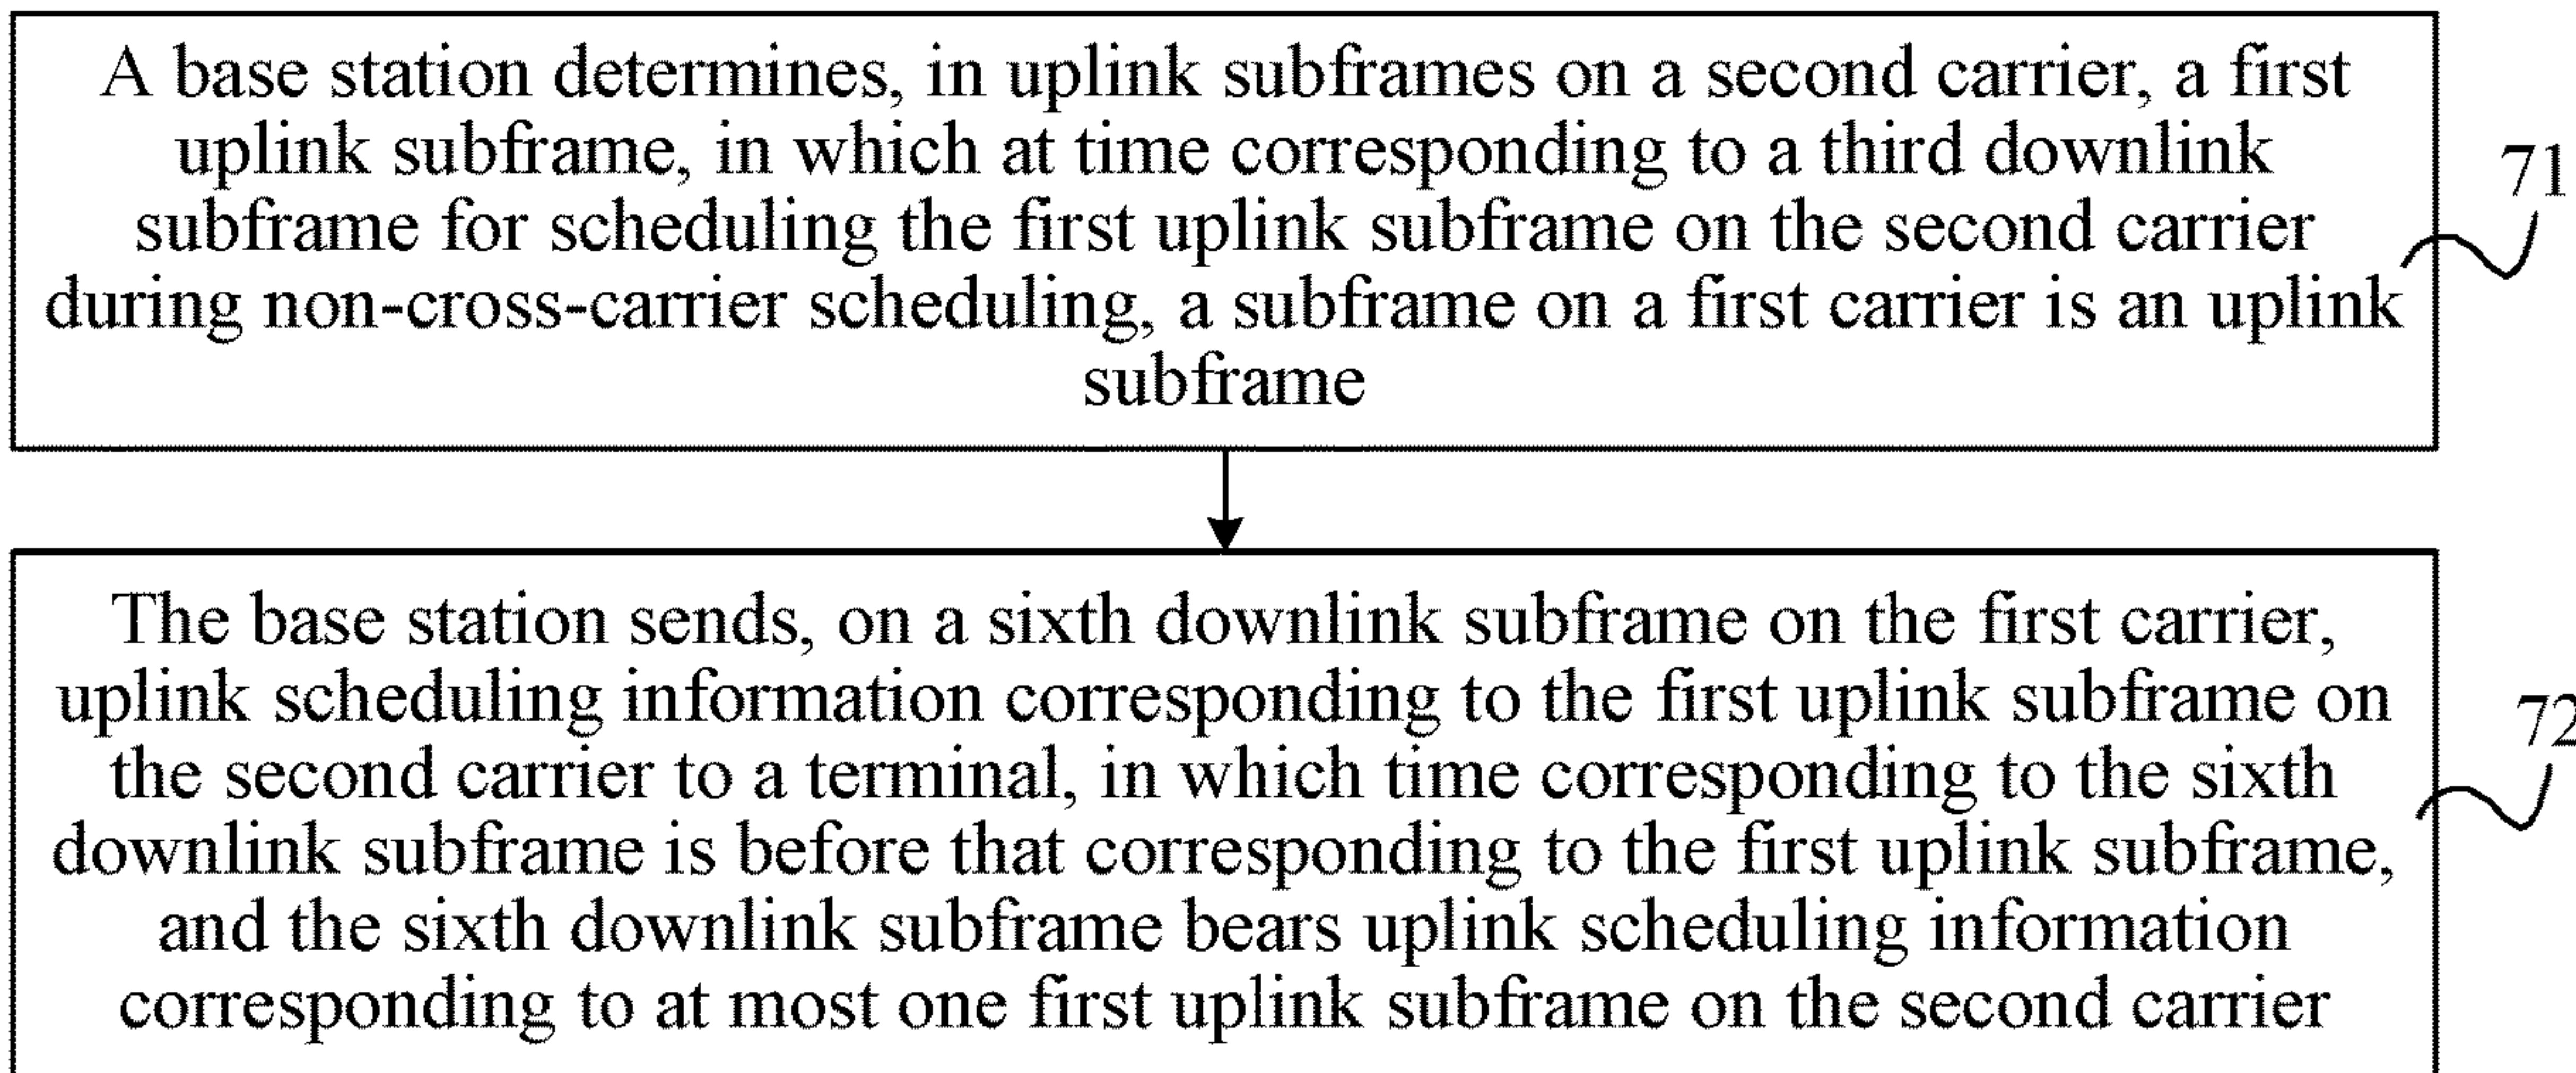 A base station determines, in uplink subframes on a second carrier, a first
uplink subframe, in which at time corresponding to a third downlink
subframe for scheduling the first uplink subframe on the second carrier
during non-cross-carrier scheduling, a subframe on a first carrier is an uplink
subframe
71
The base station sends, on a sixth downlink subframe on the first carrier,
uplink scheduling information corresponding to the first uplink subframe on
the second carrier to a terminal, in which time corresponding to the sixth
downlink subframe is before that corresponding to the first uplink subframe,
and the sixth downlink subframe bears uplink scheduling information
corresponding to at most one first uplink subframe on the second carrier
72